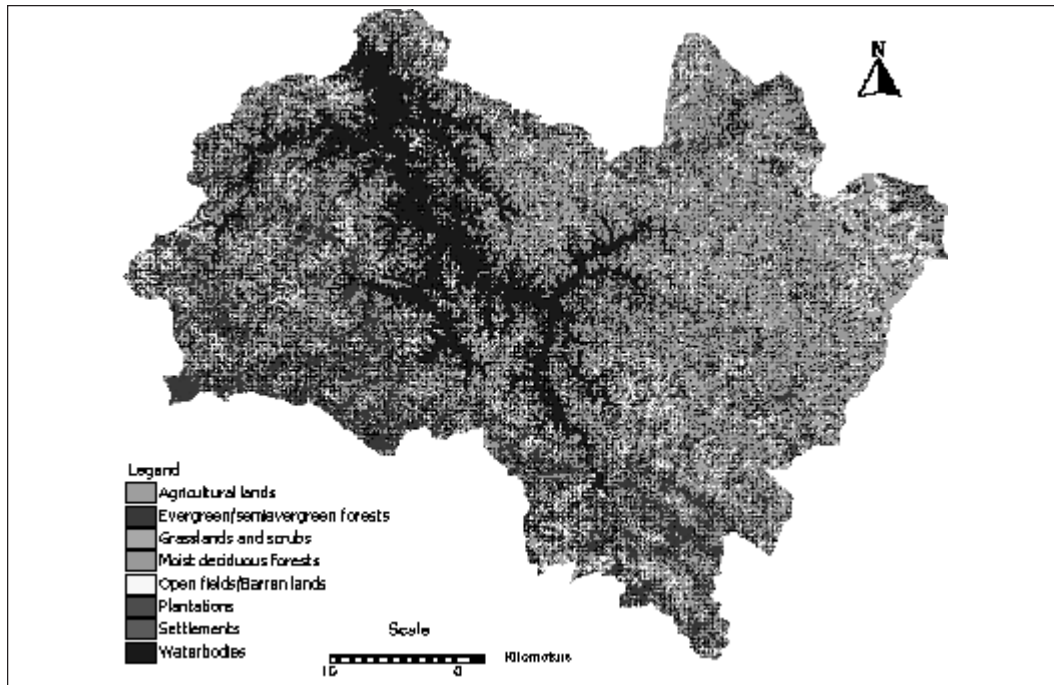 N
Legend
Agricultural lands
Evergreen/semievergreen forests
Grasslands and scrubs
Moist deciduous Forests
Open fields/Barren lands
Plantations
Settlements
Waterbodies
Scale
Kilometers
10 0